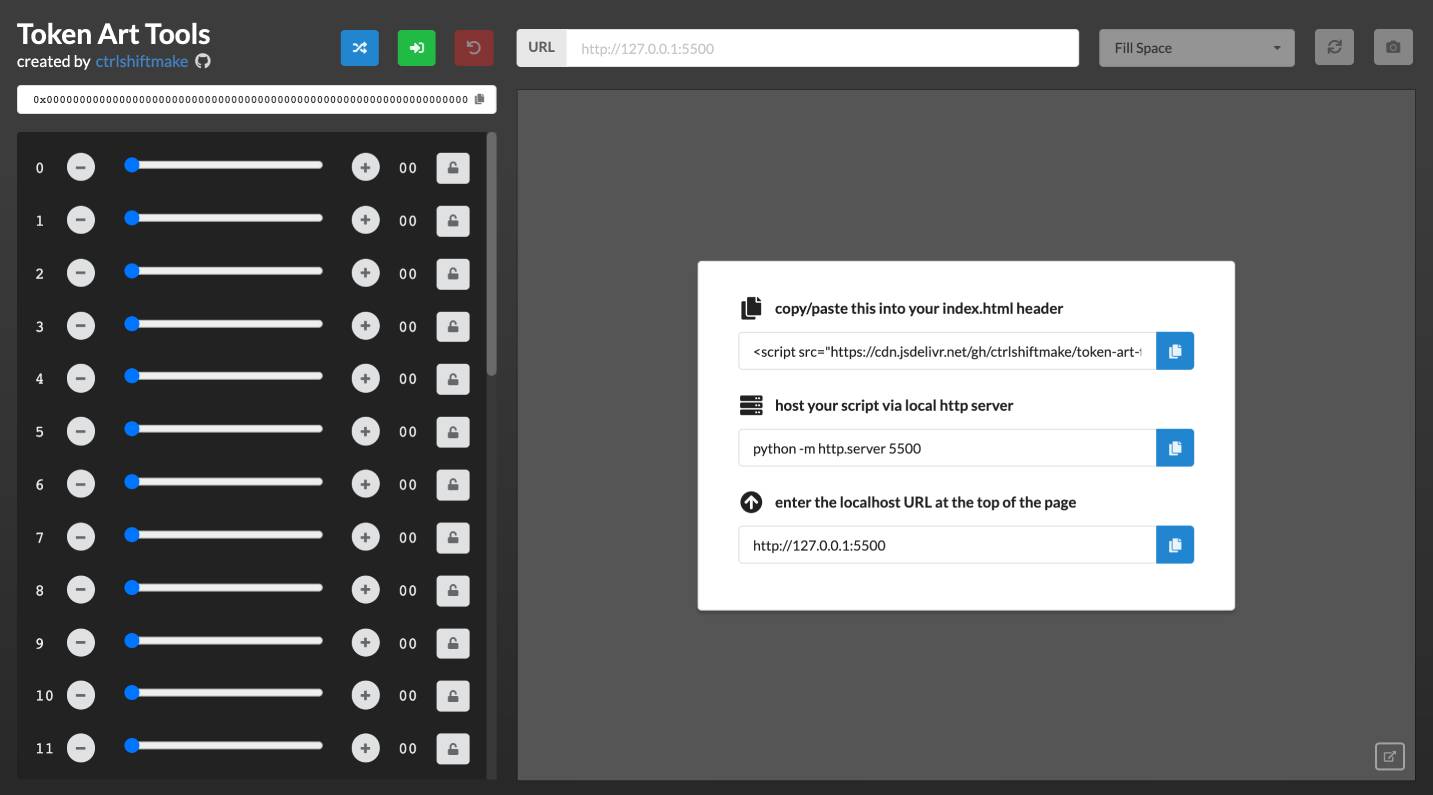 Token Art Tools
created by ctrlshiftmake
URL http://127.0.0.1:5500
Fill Space
0x0000000000000000000000000000000000000000000000000000000000000000
0 00
1 00
2 00
3 00
4 00
5 00
6 00
7 00
8 00
9 00
10 00
11 00
copy/paste this into your index.html header
<script src="https://cdn.jsdelivr.net/gh/ctrlshiftmake/token-art-
host your script via local http server
python -m http.server 5500
enter the localhost URL at the top of the page
http://127.0.0.1:5500